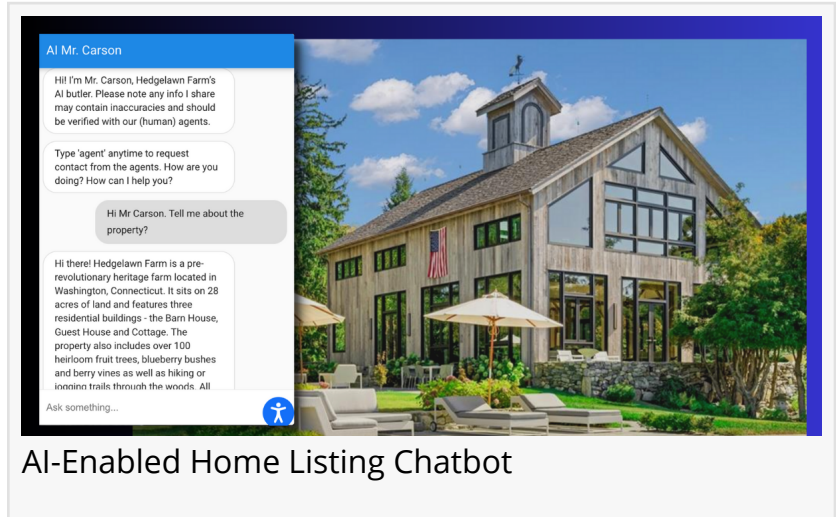 AI Mr. Carson
Hi! I'm Mr. Carson, Hedgelawn Farm's
AI butler. Please note any info I share
may contain inaccuracies and should
be verified with our (human) agents.
Type 'agent' anytime to request
contact from the agents. How are you
doing? How can I help you?
Hi Mr Carson. Tell me about the
property?
Hi there! Hedgelawn Farm is a pre-
revolutionary heritage farm located in
Washington, Connecticut. It sits on 28
acres of land and features three
residential buildings - the Barn House,
Guest House and Cottage. The
property also includes over 100
heirloom fruit trees, blueberry bushes
and berry vines as well as hiking or
jogging trails through the woods. All
Ask something...
AI-Enabled Home Listing Chatbot